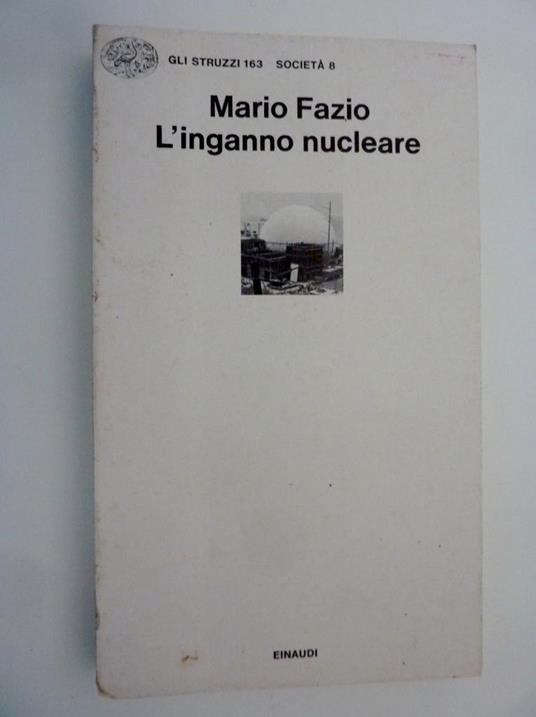 GLI STRUZZI 163 SOCIETÀ 8
Mario Fazio
L'inganno nucleare
EINAUDI